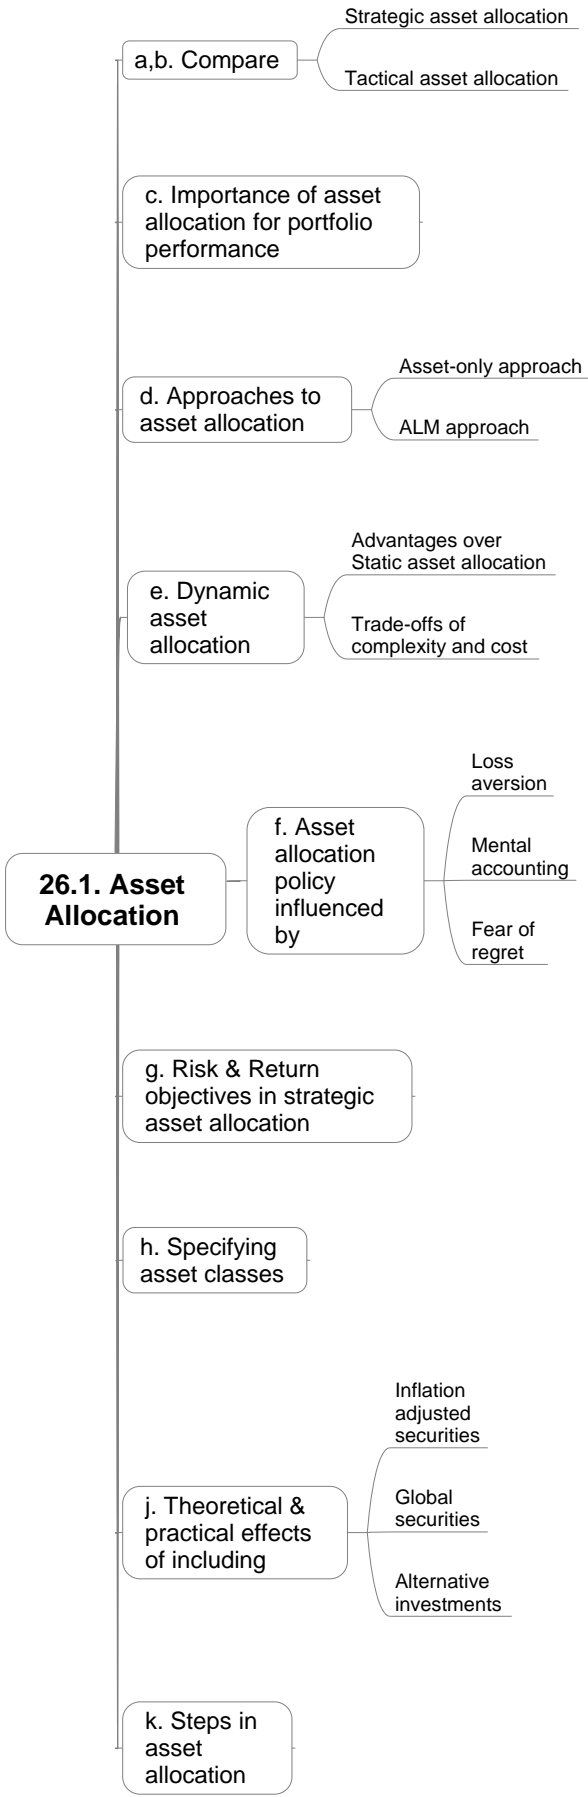 Strategic asset allocation
a,b. Compare
Tactical asset allocation
c. Importance of asset
allocation for portfolio
performance
Asset-only approach
d. Approaches to
asset allocation
ALM approach
Advantages over
Static asset allocation
e. Dynamic
asset
allocation
Trade-offs of
complexity and cost
Loss
aversion
26.1. Asset
Allocation
f. Asset
allocation
policy
influenced
by
Mental
accounting
Fear of
regret
g. Risk & Return
objectives in strategic
asset allocation
h. Specifying
asset classes
Inflation
adjusted
securities
j. Theoretical &
practical effects
of including
Global
securities
Alternative
investments
k. Steps in
asset
allocation